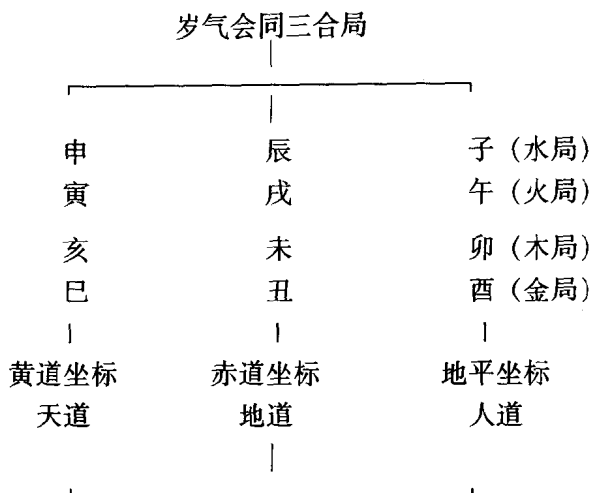 岁气会同三合局
申 辰 子（水局）
寅 戌 午（火局）
亥 未 卯（木局）
巳 丑 酉（金局）
黄道坐标 赤道坐标 地平坐标
天道 地道 人道